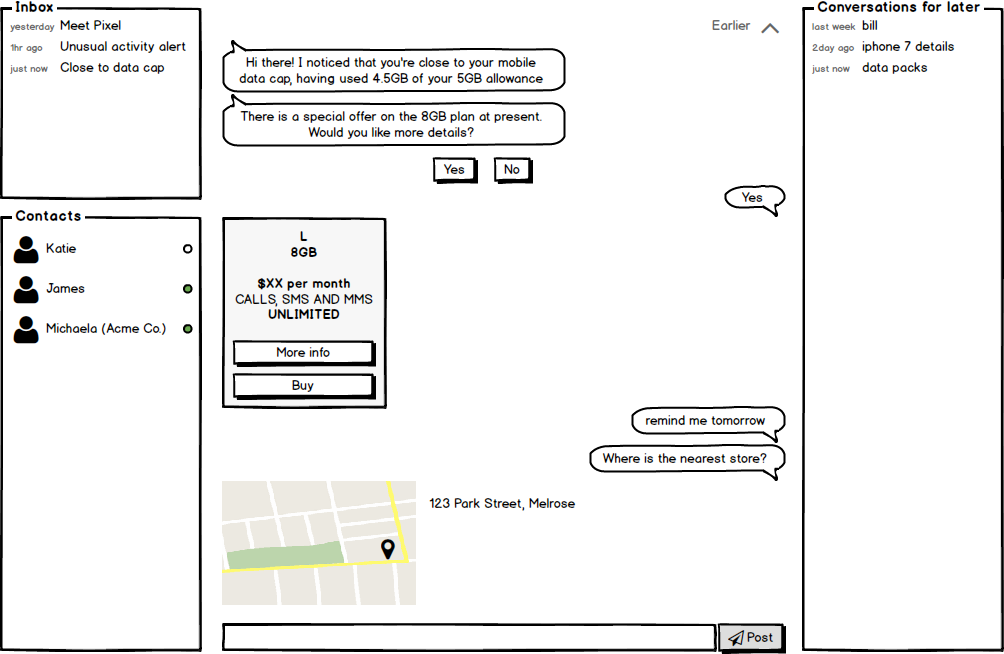 Inbox
yesterday Meet Pixel
1hr ago Unusual activity alert
just now Close to data cap
Contacts
Katie
James
Michaela (Acme Co.)
Earlier
Hi there! I noticed that you're close to your mobile
data cap, having used 4.5GB of your 5GB allowance
There is a special offer on the 8GB plan at present.
Would you like more details?
Yes No
Yes
L
8GB
$XX per month
CALLS, SMS AND MMS
UNLIMITED
More info
Buy
remind me tomorrow
Where is the nearest store?
123 Park Street, Melrose
Post
Conversations for later
last week bill
2day ago iphone 7 details
just now data packs